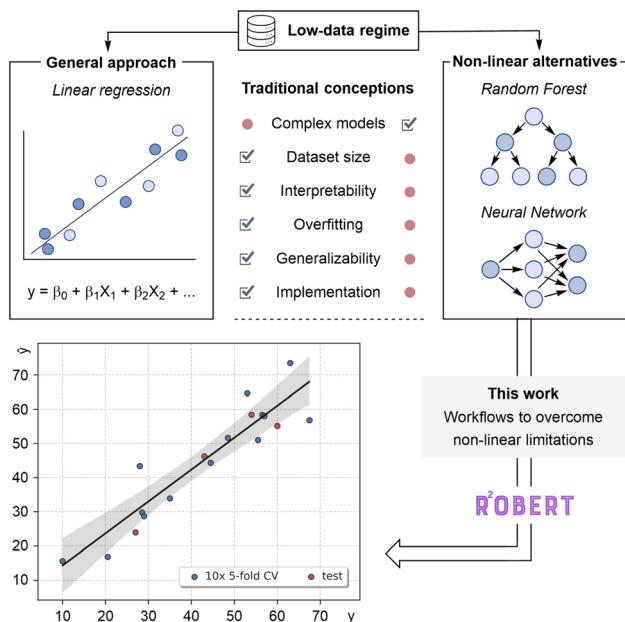 Low-data regime
General approach
Linear regression
y = β₀ + β₁X₁ + β₂X₂ + ...
Traditional conceptions
Complex models
Dataset size
Interpretability
Overfitting
Generalizability
Implementation
Non-linear alternatives
Random Forest
Neural Network
This work
Workflows to overcome
non-linear limitations
R²OBERT
ŷ
70
60
50
40
30
20
10
10x 5-fold CV test
10 20 30 40 50 60 70 y